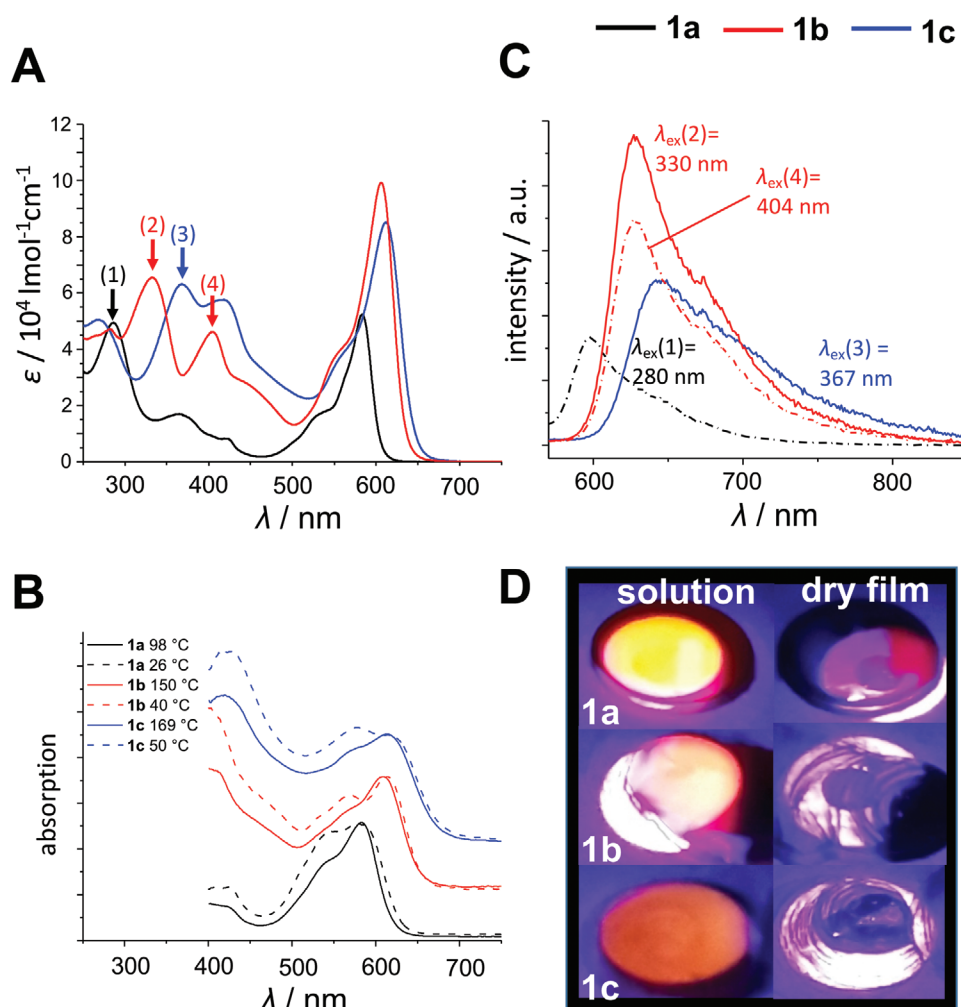 1a 1b 1c
A
ε / 10⁴ lmol⁻¹cm⁻¹
12
10
8
6
4
2
0
(1)
(2)
(3)
(4)
300 400 500 600 700
λ / nm
C
intensity / a.u.
λex(2)=
330 nm
λex(4)=
404 nm
λex(1)=
280 nm
λex(3) =
367 nm
600 700 800
λ / nm
B
absorption
1a 98 °C
1a 26 °C
1b 150 °C
1b 40 °C
1c 169 °C
1c 50 °C
300 400 500 600 700
λ / nm
D
solution dry film
1a
1b
1c